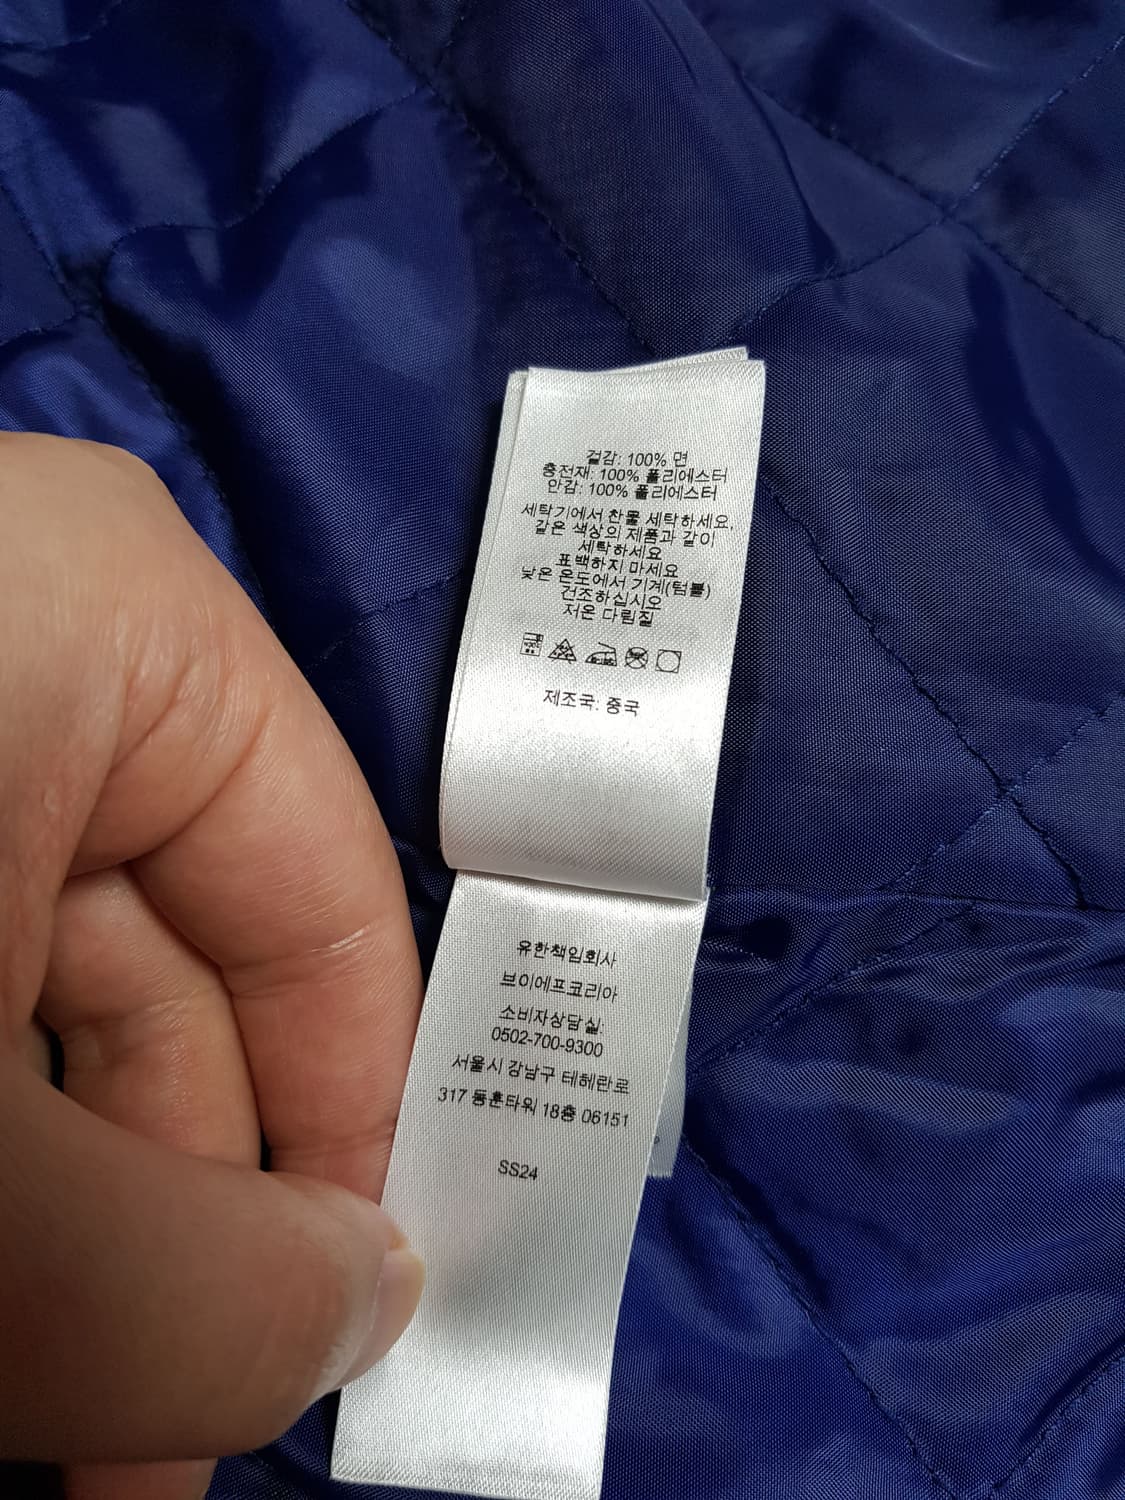 겉감: 100% 면
충전재: 100% 폴리에스터
안감: 100% 폴리에스터
세탁기에서 찬물 세탁하세요,
같은 색상의 제품과 같이
세탁하세요
표백하지 마세요
낮은 온도에서 기계(텀블)
건조하십시오
저온 다림질
제조국: 중국
유한책임회사
브이에프코리아
소비자상담실:
0502-700-9300
서울시 강남구 테헤란로
317 동훈타워 18층 06151
SS24